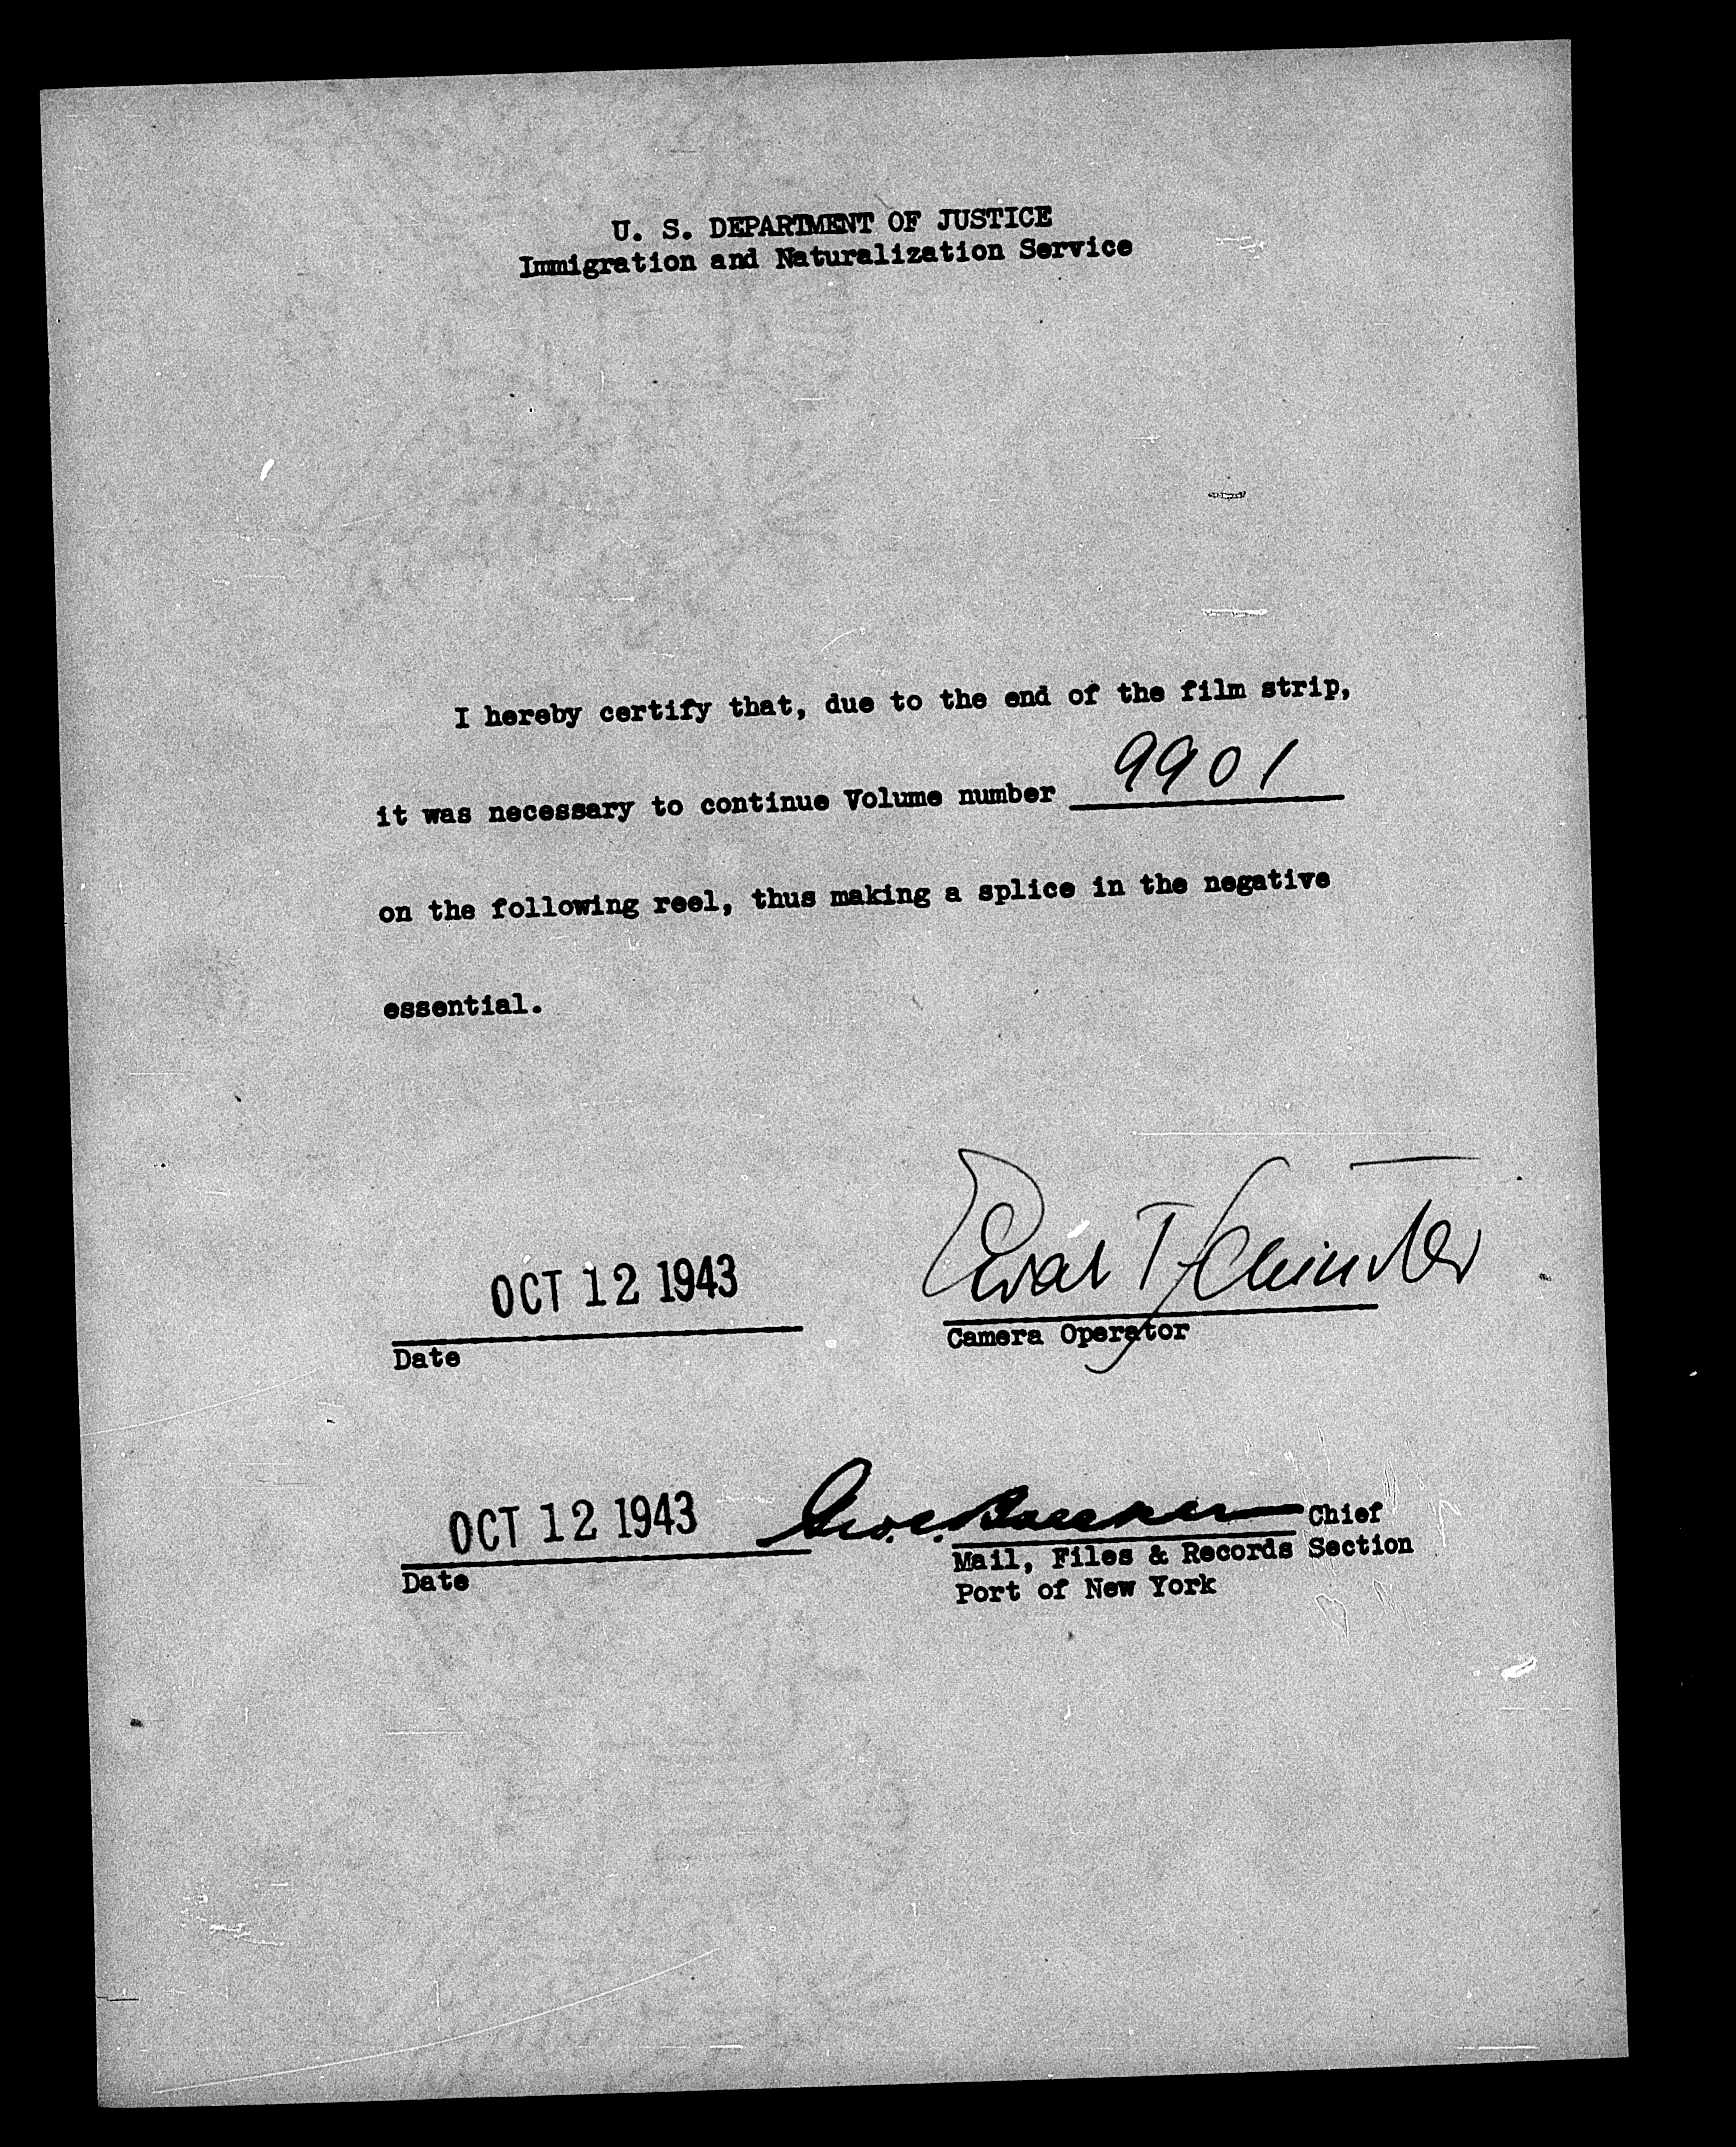 U. S. DEPARTMENT OF JUSTICE
Immigration and Naturalization Service
I hereby certify that, due to the end of the film strip,
it was necessary to continue Volume number 9901
on the following reel, thus making a splice in the negative
essential.
OCT 12 1943
Date
Camera Operator
OCT 12 1943
Date
Chief
Mail, Files & Records Section
Port of New York